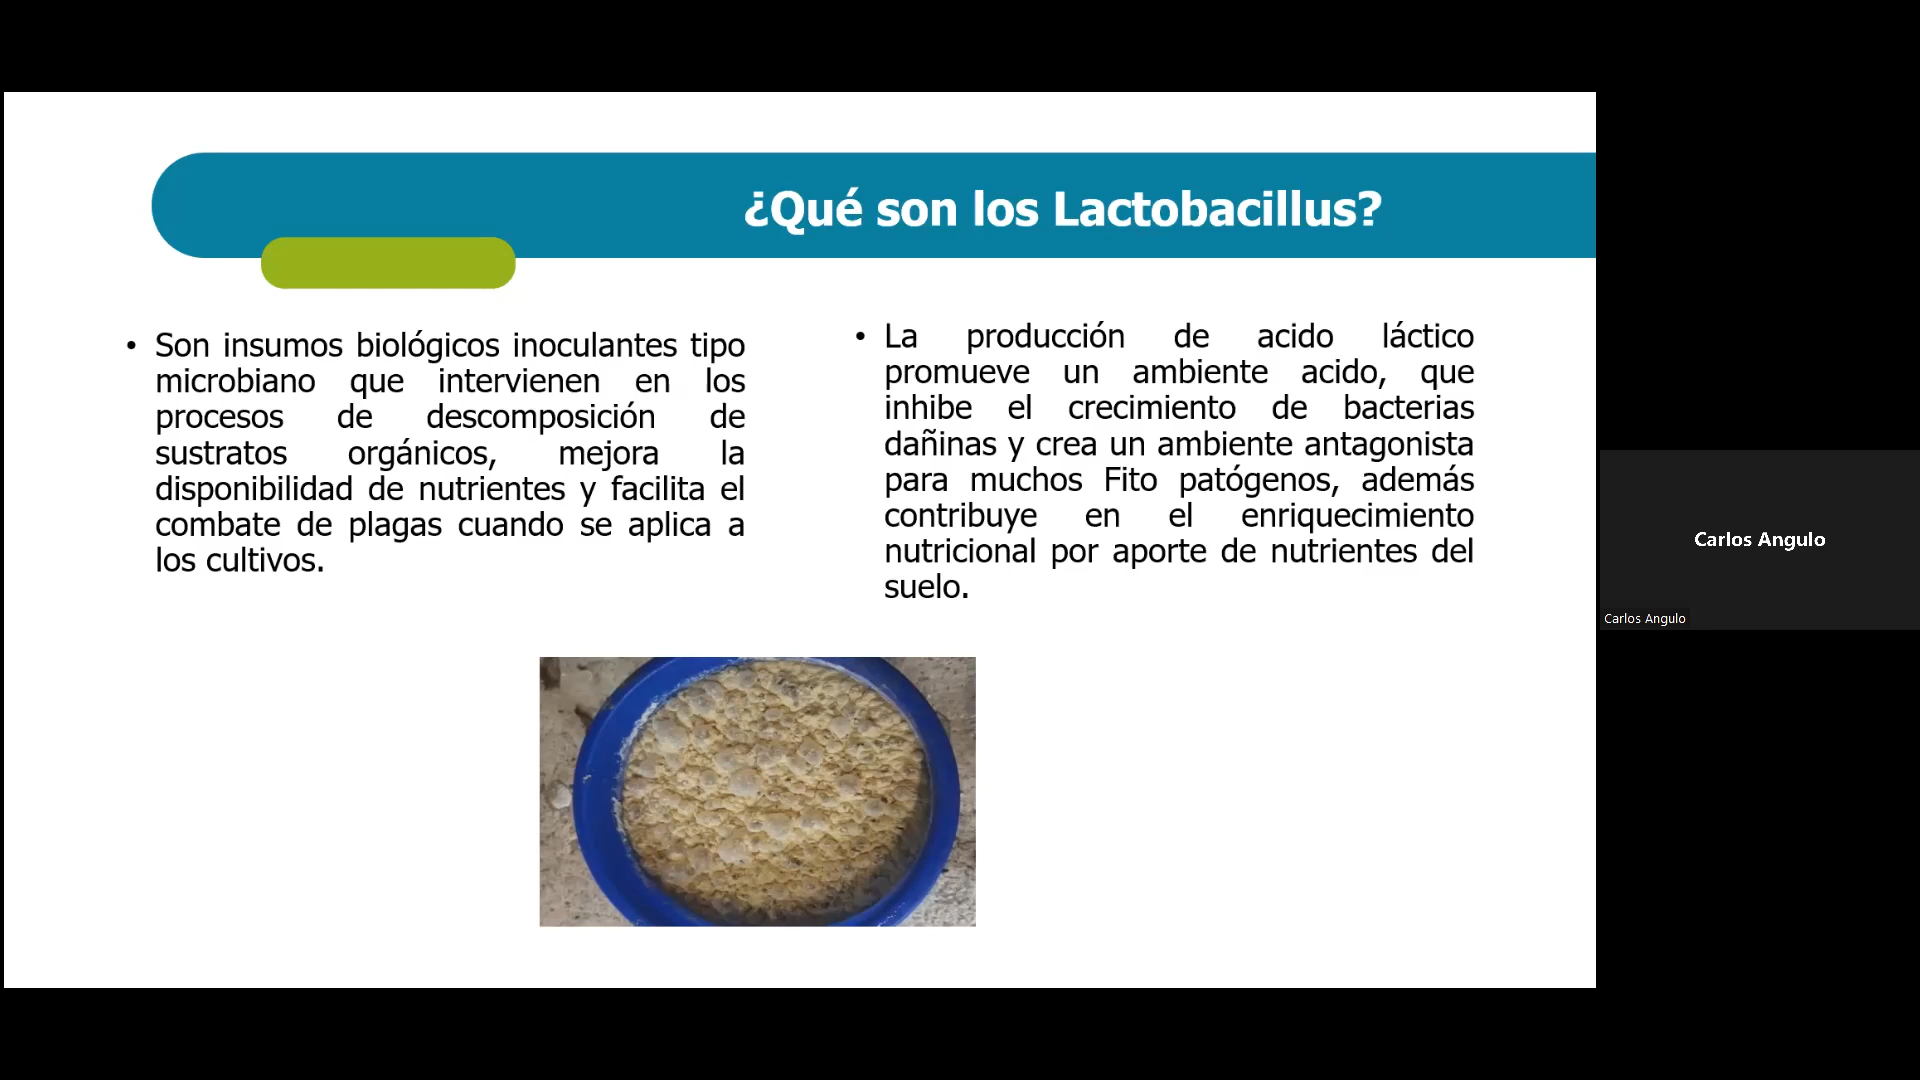 ¿Qué son los Lactobacillus?
• Son insumos biológicos inoculantes tipo
microbiano que intervienen en los
procesos de descomposición de
sustratos orgánicos, mejora la
disponibilidad de nutrientes y facilita el
combate de plagas cuando se aplica a
los cultivos.
• La producción de acido láctico
promueve un ambiente acido, que
inhibe el crecimiento de bacterias
dañinas y crea un ambiente antagonista
para muchos Fito patógenos, además
contribuye en el enriquecimiento
nutricional por aporte de nutrientes del
suelo.
Carlos Angulo
Carlos Angulo